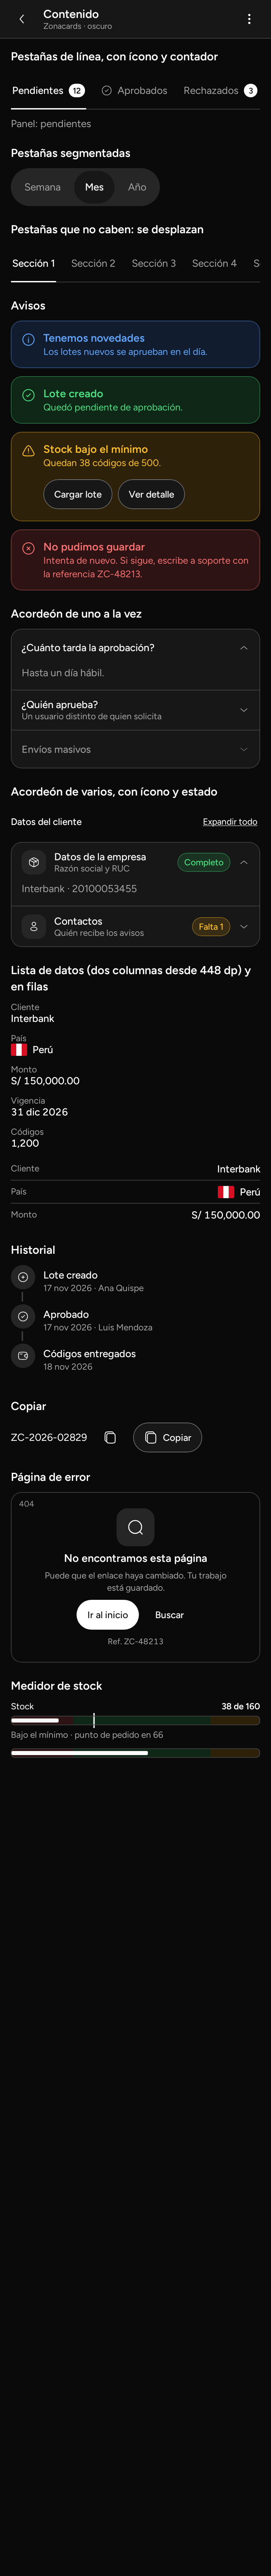 Contenido
Zonacards · oscuro
Pestañas de línea, con ícono y contador
Pendientes 12 Aprobados Rechazados 3
Panel: pendientes
Pestañas segmentadas
Semana Mes Año
Pestañas que no caben: se desplazan
Sección 1 Sección 2 Sección 3 Sección 4 S
Avisos
Tenemos novedades
Los lotes nuevos se aprueban en el día.
Lote creado
Quedó pendiente de aprobación.
Stock bajo el mínimo
Quedan 38 códigos de 500.
Cargar lote Ver detalle
No pudimos guardar
Intenta de nuevo. Si sigue, escribe a soporte con
la referencia ZC-48213.
Acordeón de uno a la vez
¿Cuánto tarda la aprobación?
Hasta un día hábil.
¿Quién aprueba?
Un usuario distinto de quien solicita
Envíos masivos
Acordeón de varios, con ícono y estado
Datos del cliente Expandir todo
Datos de la empresa
Razón social y RUC
Completo
Interbank · 20100053455
Contactos
Quién recibe los avisos
Falta 1
Lista de datos (dos columnas desde 448 dp) y
en filas
Cliente
Interbank
País
Perú
Monto
S/ 150,000.00
Vigencia
31 dic 2026
Códigos
1,200
Cliente Interbank
País Perú
Monto S/ 150,000.00
Historial
Lote creado
17 nov 2026 · Ana Quispe
Aprobado
17 nov 2026 · Luis Mendoza
Códigos entregados
18 nov 2026
Copiar
ZC-2026-02829 Copiar
Página de error
404
No encontramos esta página
Puede que el enlace haya cambiado. Tu trabajo
está guardado.
Ir al inicio Buscar
Ref. ZC-48213
Medidor de stock
Stock 38 de 160
Bajo el mínimo · punto de pedido en 66